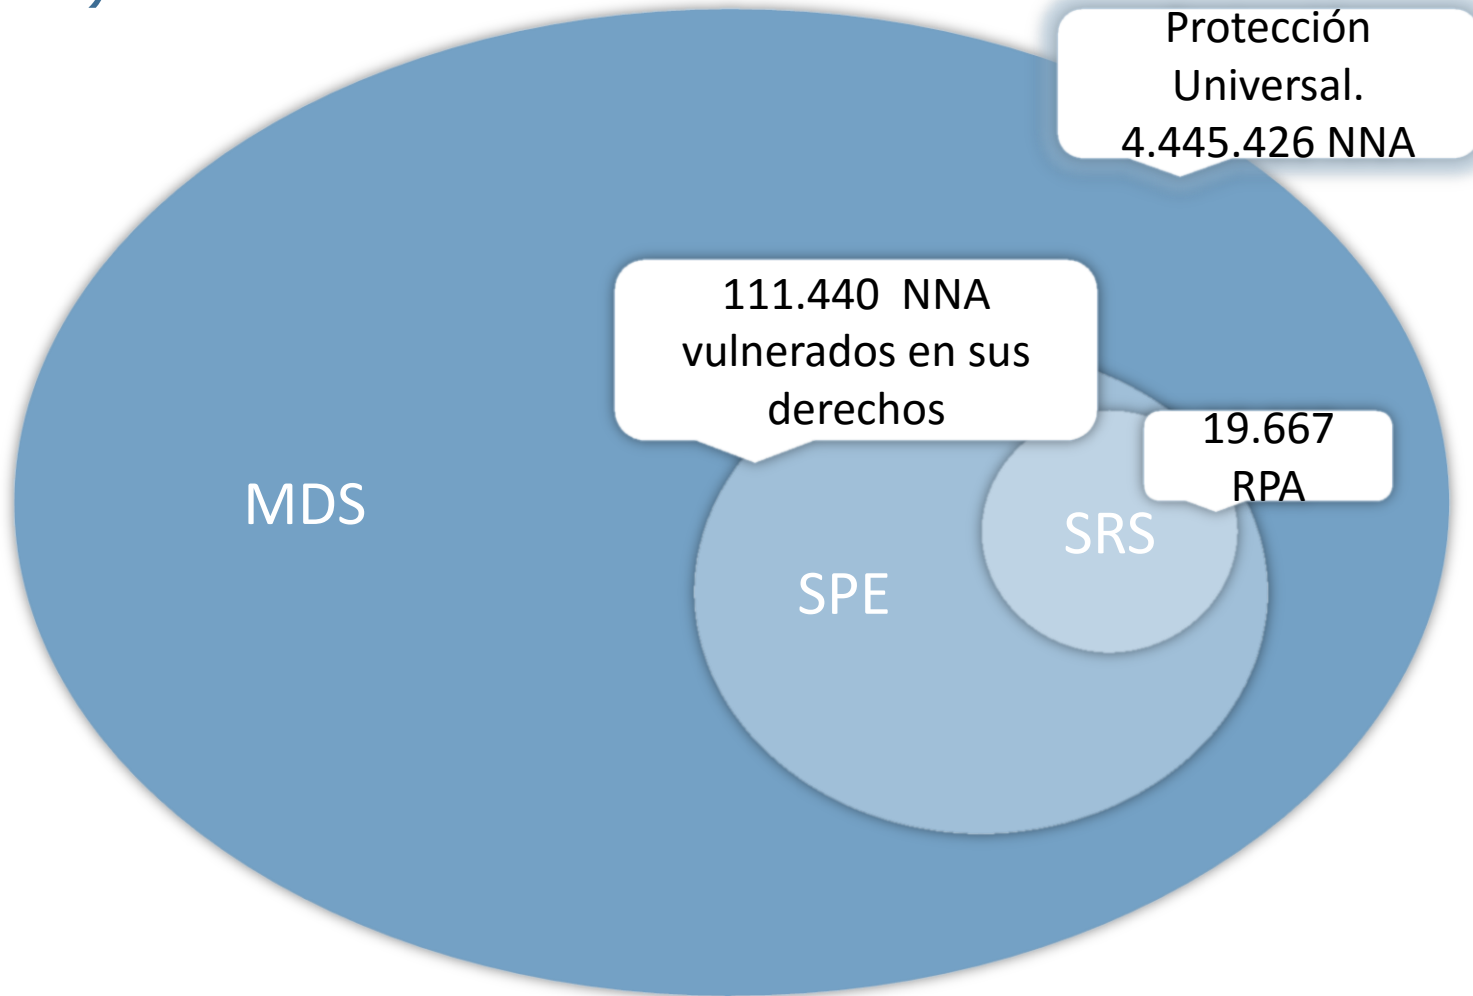 Protección
Universal.
4.445.426 NNA
111.440 NNA
vulnerados en sus
derechos
19.667
RPA
MDS
SRS
SPE